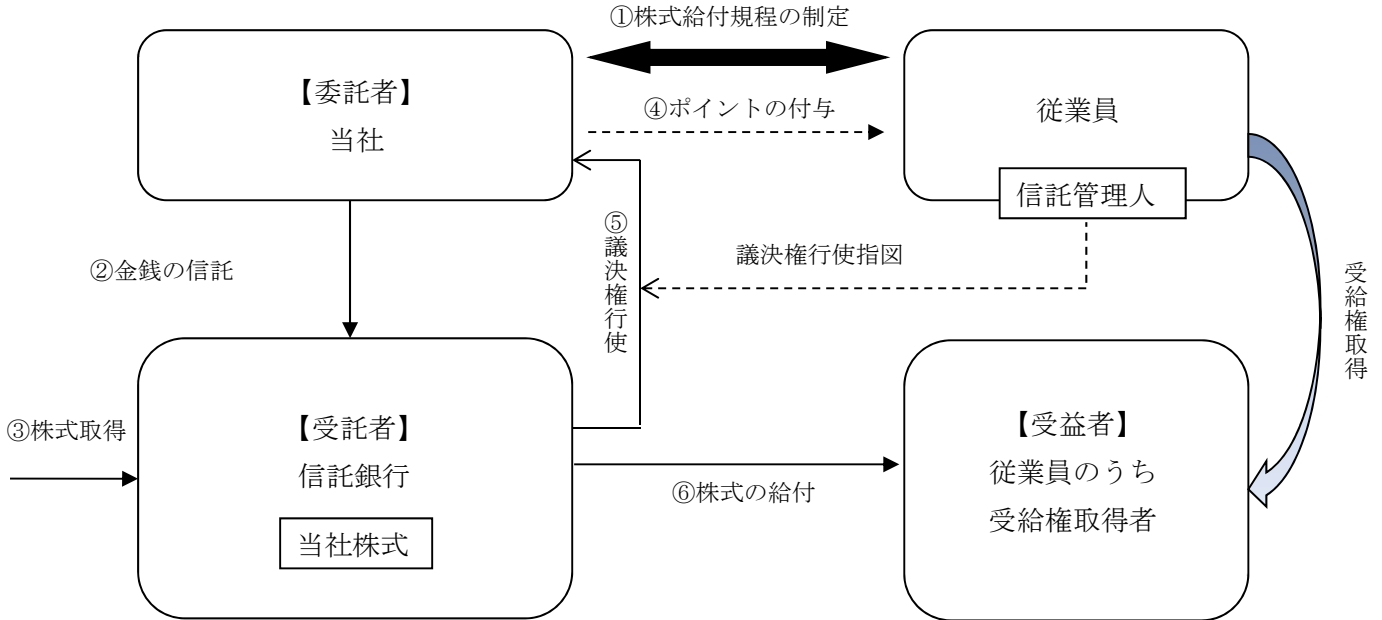 ①株式給付規程の制定
【委託者】
当社
④ポイントの付与
従業員
信託管理人
②金銭の信託
⑤議決権行使
議決権行使指図
受給権取得
③株式取得
【受託者】
信託銀行
当社株式
⑥株式の給付
【受益者】
従業員のうち
受給権取得者